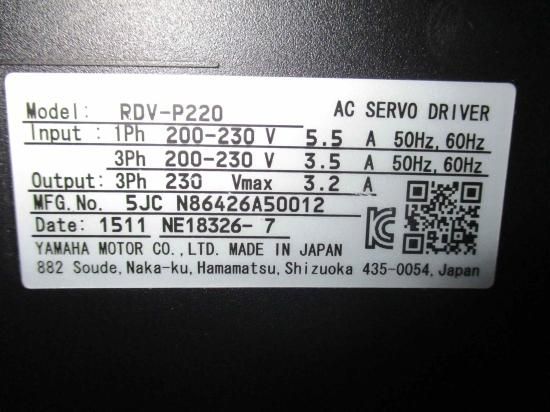 Model: RDV-P220 AC SERVO DRIVER
Input : 1Ph 200-230 V 5.5 A 50Hz, 60Hz
3Ph 200-230 V 3.5 A 50Hz, 60Hz
Output: 3Ph 230 Vmax 3.2 A
MFG.No. 5JC N86426A50012
Date: 1511 NE18326- 7
YAMAHA MOTOR CO.,LTD. MADE IN JAPAN
882 Soude, Naka-ku, Hamamatsu, Shizuoka 435-0054, Japan